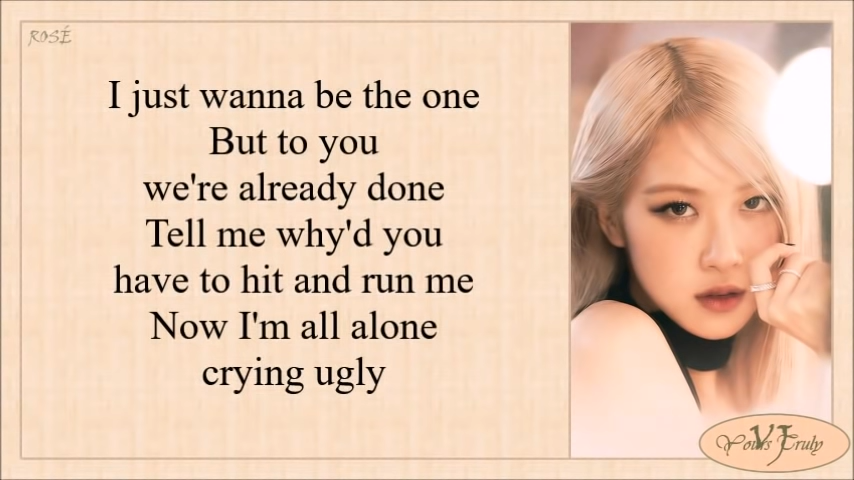 ROSÉ
I just wanna be the one
But to you
we're already done
Tell me why'd you
have to hit and run me
Now I'm all alone
crying ugly
Yours Truly
VJ